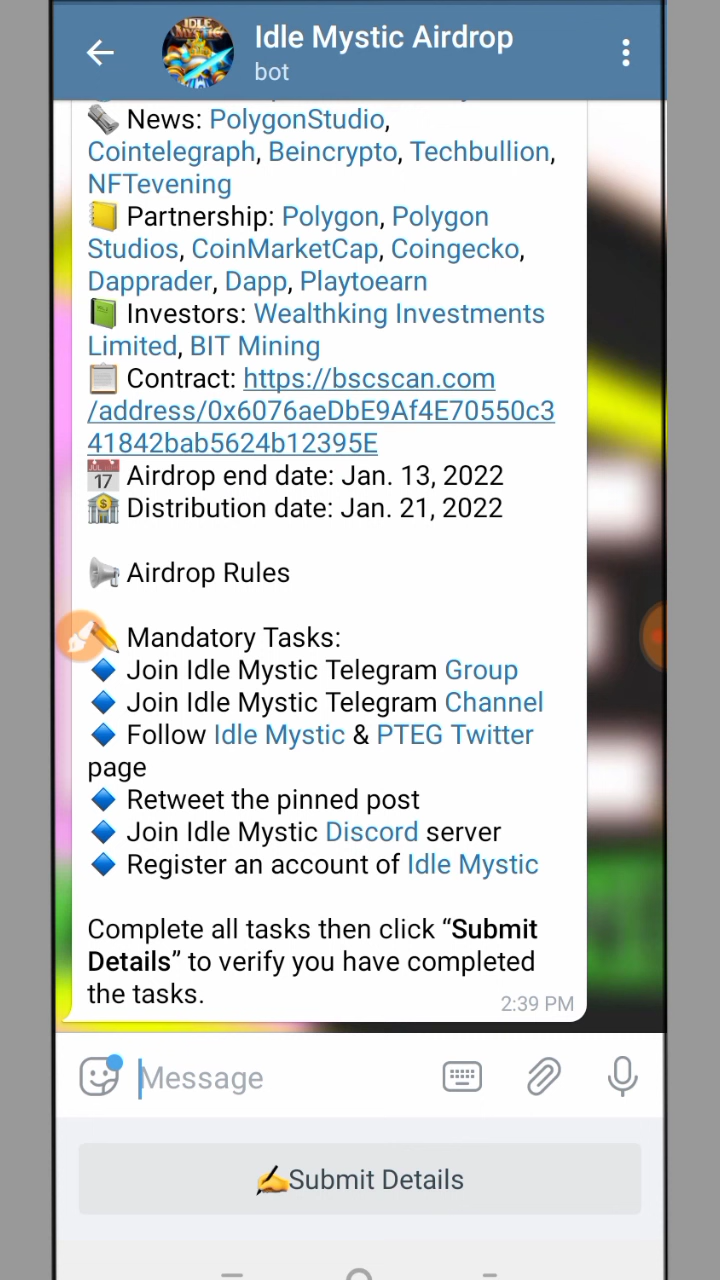 Idle Mystic Airdrop
bot
News: PolygonStudio,
Cointelegraph, Beincrypto, Techbullion,
NFTevening
Partnership: Polygon, Polygon
Studios, CoinMarketCap, Coingecko,
Dapprader, Dapp, Playtoearn
Investors: Wealthking Investments
Limited, BIT Mining
Contract: https://bscscan.com
/address/0x6076aeDbE9Af4E70550c3
41842bab5624b12395E
JUL
17
Airdrop end date: Jan. 13, 2022
Distribution date: Jan. 21, 2022
Airdrop Rules
Mandatory Tasks:
Join Idle Mystic Telegram Group
Join Idle Mystic Telegram Channel
Follow Idle Mystic & PTEG Twitter
page
Retweet the pinned post
Join Idle Mystic Discord server
Register an account of Idle Mystic
Complete all tasks then click “Submit
Details” to verify you have completed
the tasks.
2:39 PM
Message
Submit Details